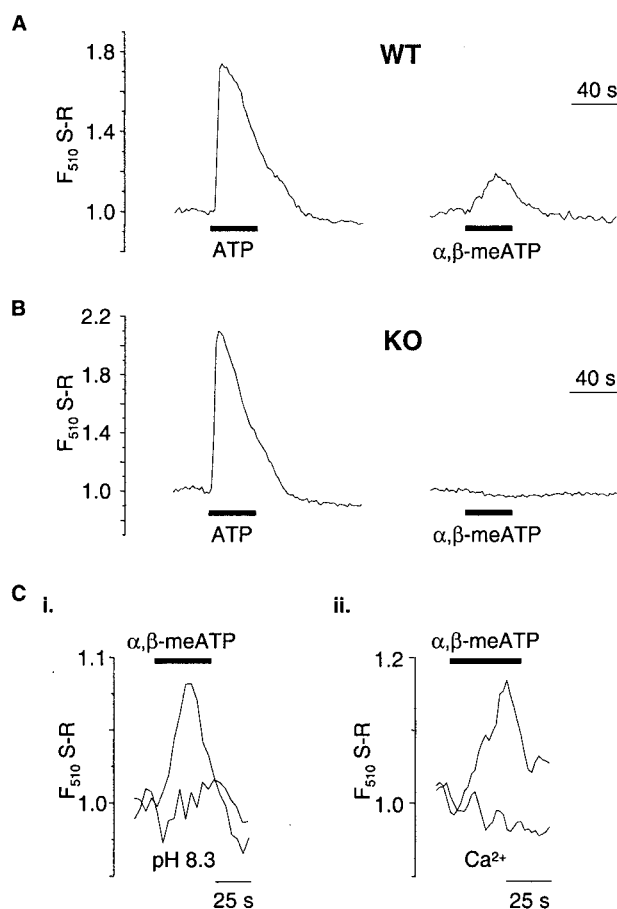 A
F510 S-R
1.8
1.4
1.0
WT
40 s
ATP
α,β-meATP
B
F510 S-R
2.2
1.8
1.4
1.0
KO
40 s
ATP
α,β-meATP
C
i.
α,β-meATP
F510 S-R
1.1
1.0
pH 8.3
25 s
ii.
α,β-meATP
F510 S-R
1.2
1.0
Ca²⁺
25 s